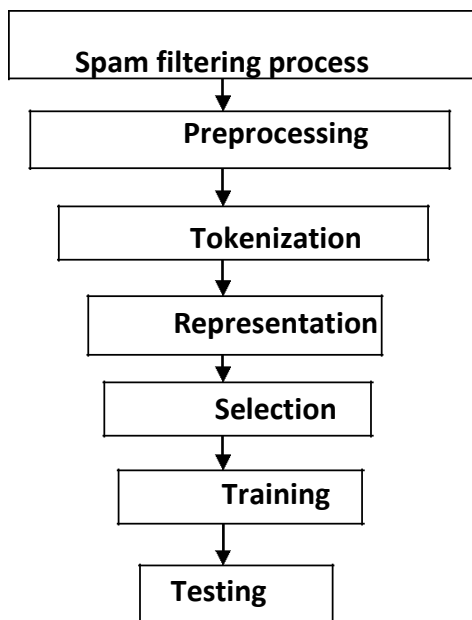 Spam filtering process
Preprocessing
Tokenization
Representation
Selection
Training
Testing